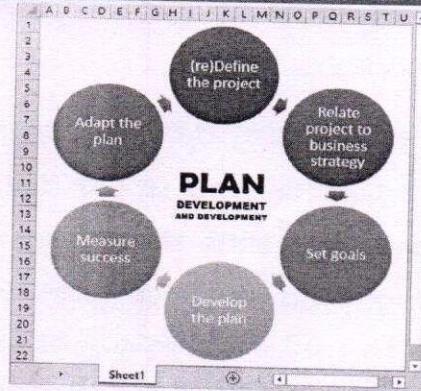 A B C D E F G H I J K L M N O P Q R S T U
1
2
3
4
5
6
7
8
9
10
11
12
13
14
15
16
17
18
19
20
21
22
(re)Define
the project
Relate
project to
business
strategy
Set goals
Develop
the plan
Measure
success
Adapt the
plan
PLAN
DEVELOPMENT
AND DEVELOPMENT
Sheet1